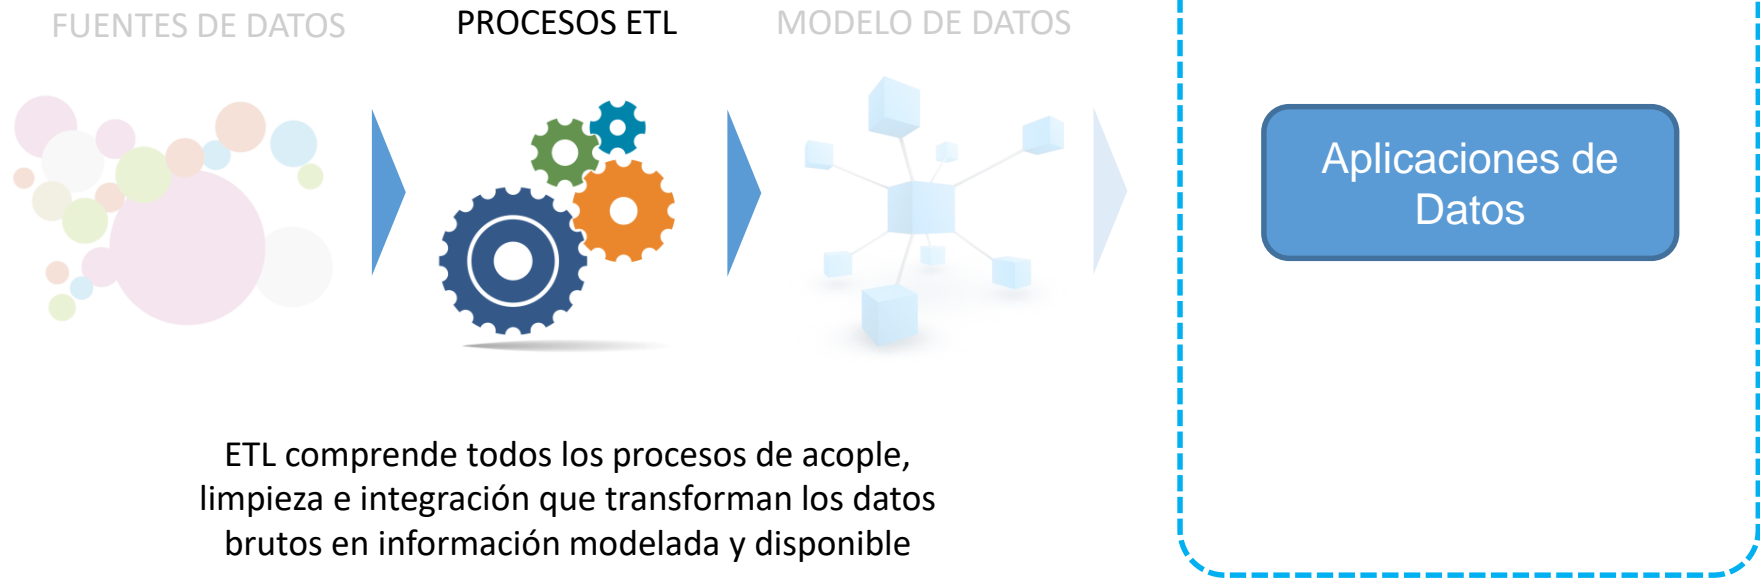 FUENTES DE DATOS
PROCESOS ETL
MODELO DE DATOS
Aplicaciones de
Datos
ETL comprende todos los procesos de acople,
limpieza e integración que transforman los datos
brutos en información modelada y disponible